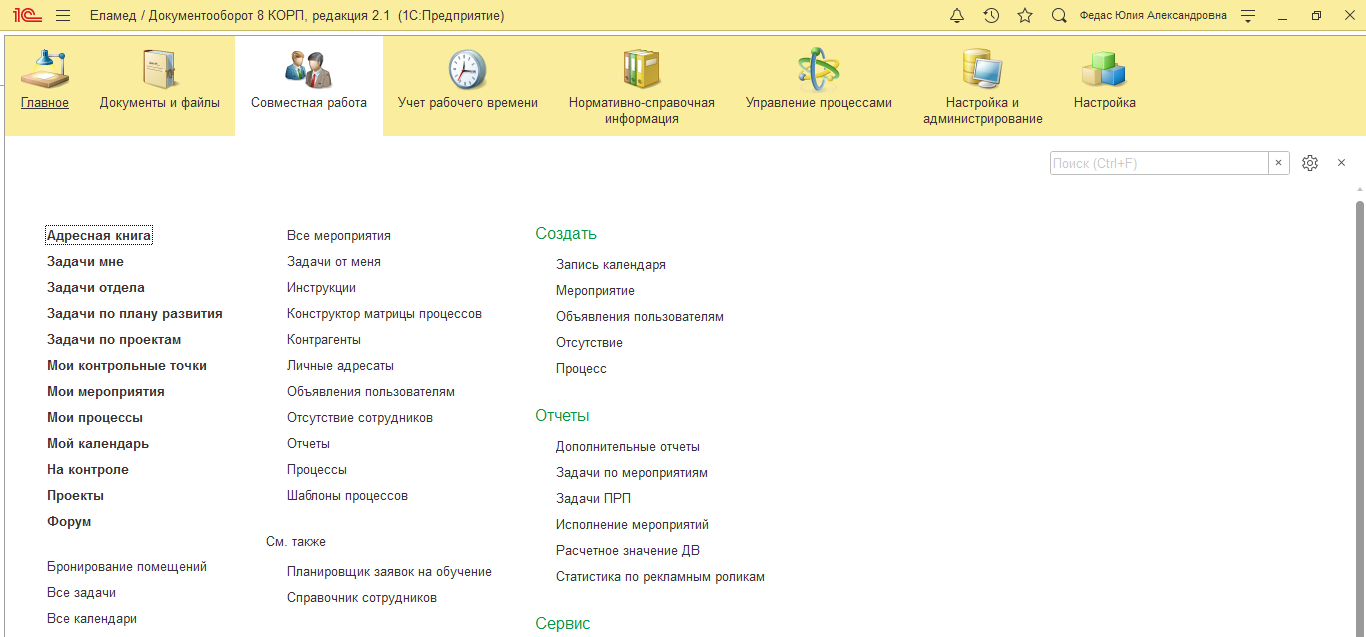 1С Еламед / Документооборот 8 КОРП, редакция 2.1 (1С:Предприятие) Федас Юлия Александровна
Главное
Документы и файлы
Совместная работа
Учет рабочего времени
Нормативно-справочная
информация
Управление процессами
Настройка и
администрирование
Настройка
Поиск (Ctrl+F)
Адресная книга
Задачи мне
Задачи отдела
Задачи по плану развития
Задачи по проектам
Мои контрольные точки
Мои мероприятия
Мои процессы
Мой календарь
На контроле
Проекты
Форум
Бронирование помещений
Все задачи
Все календари
Все мероприятия
Задачи от меня
Инструкции
Конструктор матрицы процессов
Контрагенты
Личные адресаты
Объявления пользователям
Отсутствие сотрудников
Отчеты
Процессы
Шаблоны процессов
См. также
Планировщик заявок на обучение
Справочник сотрудников
Создать
Запись календаря
Мероприятие
Объявления пользователям
Отсутствие
Процесс
Отчеты
Дополнительные отчеты
Задачи по мероприятиям
Задачи ПРП
Исполнение мероприятий
Расчетное значение ДВ
Статистика по рекламным роликам
Сервис